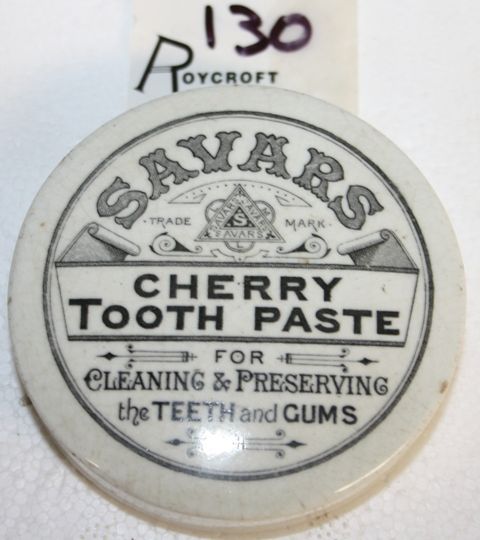 130
ROYCROFT
SAVARS
TRADE MARK
SAVARS
S
CHERRY
TOOTH PASTE
FOR
CLEANING & PRESERVING
the TEETH and GUMS